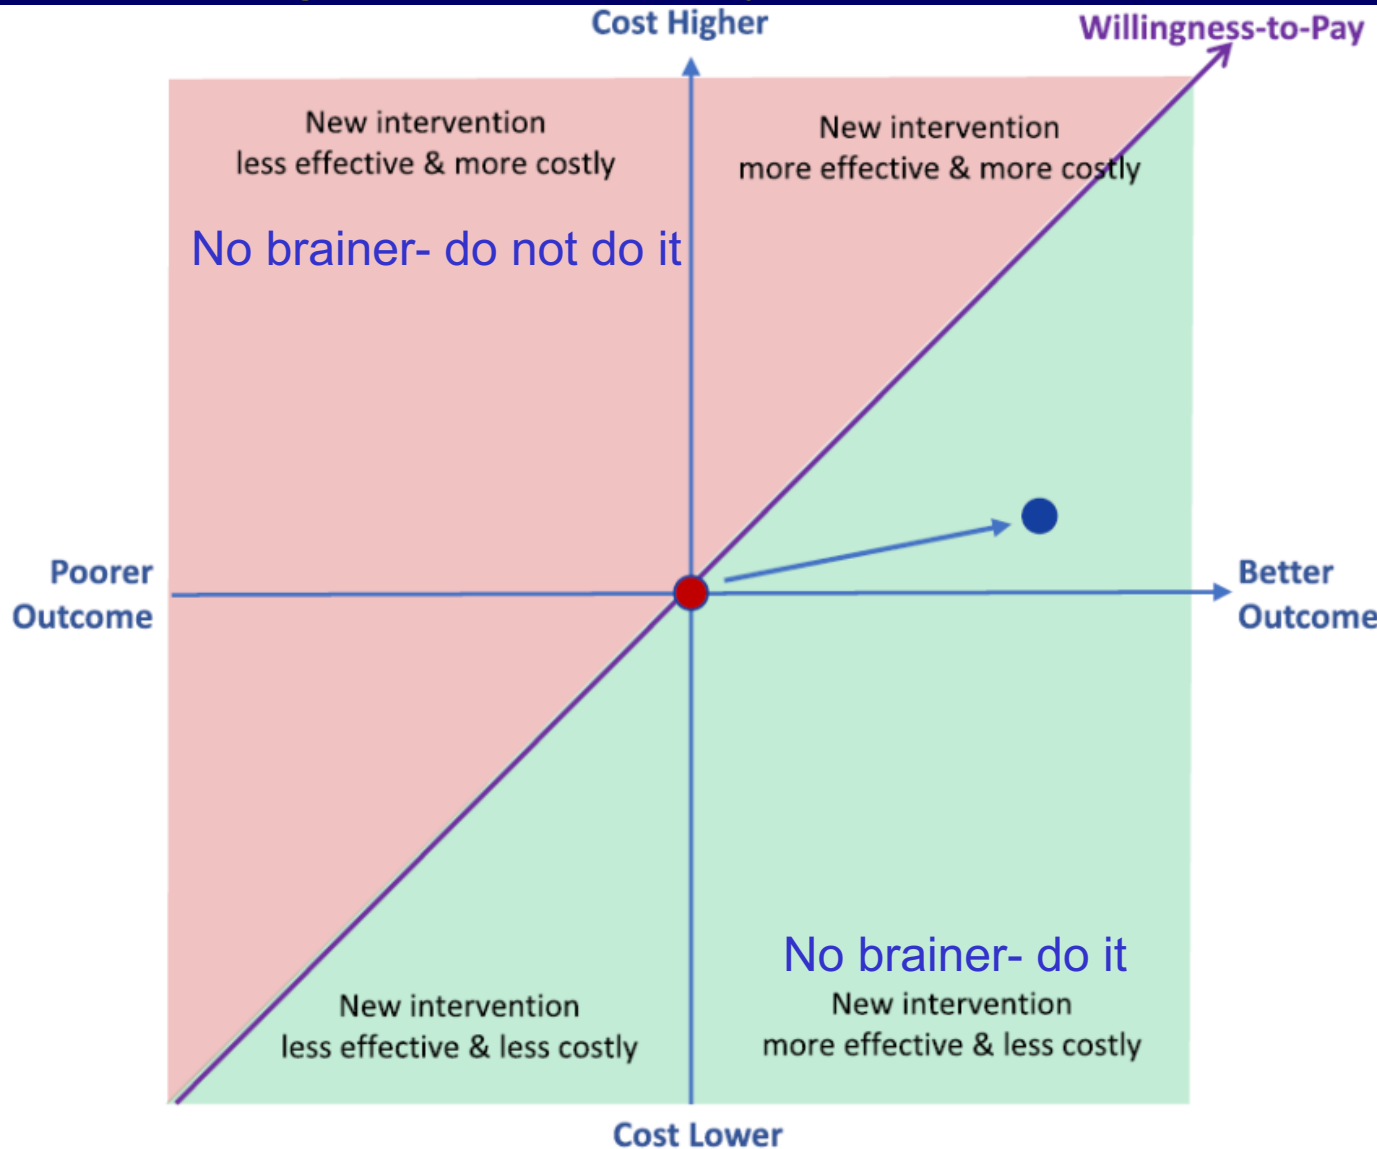 Cost Higher
Willingness-to-Pay
New intervention
less effective & more costly
New intervention
more effective & more costly
No brainer- do not do it
Poorer
Outcome
Better
Outcome
No brainer- do it
New intervention
less effective & less costly
New intervention
more effective & less costly
Cost Lower